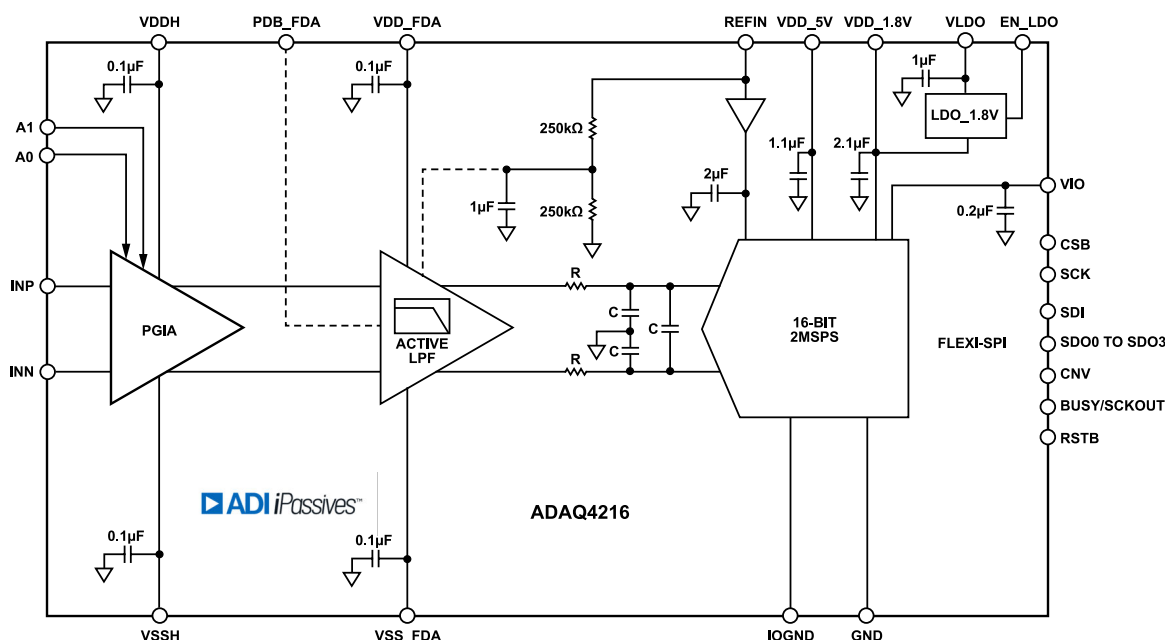 VDDH
PDB_FDA
VDD_FDA
REFIN
VDD_5V
VDD_1.8V
VLDO
EN_LDO
0.1µF
0.1µF
1µF
LDO_1.8V
A1
A0
250kΩ
1.1µF
2.1µF
2µF
VIO
1µF
250kΩ
0.2µF
CSB
SCK
INP
R
PGIA
C
C
16-BIT
2MSPS
SDI
ACTIVE
LPF
FLEXI-SPI
SDO0 TO SDO3
C
R
INN
CNV
BUSY/SCKOUT
RSTB
ADI iPassives™
ADAQ4216
0.1µF
0.1µF
VSSH
VSS_FDA
IOGND
GND